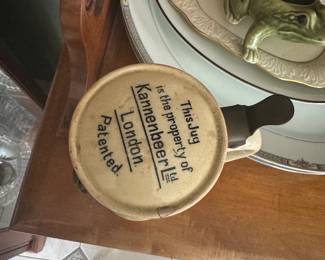 This Jug
is the property of
Kannenbeer Ltd
London.
Patented.